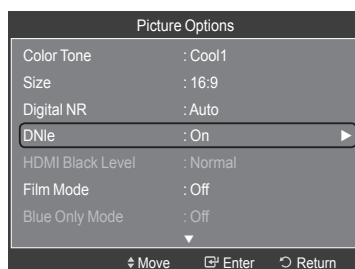 Picture Options
Color Tone : Cool1
Size : 16:9
Digital NR : Auto
DNIe : On ►
HDMI Black Level : Normal
Film Mode : Off
Blue Only Mode : Off
▼
Move Enter Return